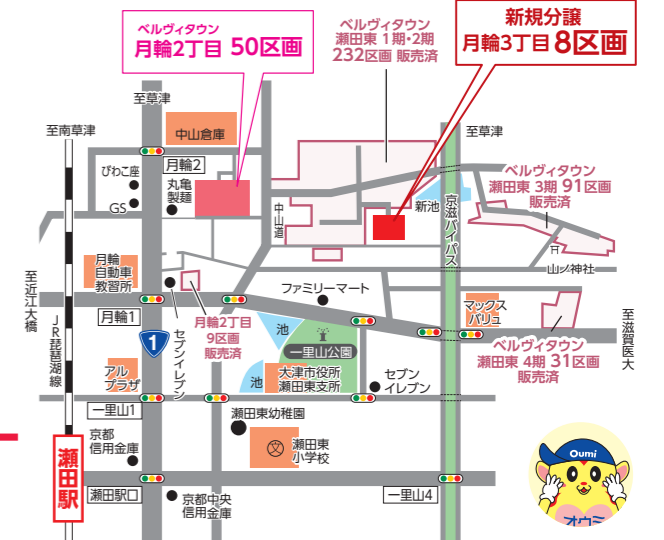 ベルヴィタウン
月輪2丁目 50区画
ベルヴィタウン
瀬田東 1期・2期
232区画 販売済
新規分譲
月輪3丁目 8区画
至草津
中山倉庫
至南草津
月輪2
びわこ座
丸亀
製麺
GS
中山道
至草津
新池
京滋バイパス
ベルヴィタウン
瀬田東 3期 91区画
販売済
山ノ神社
月輪
自動車
教習所
至近江大橋
JR琵琶湖線
月輪1
1
セブンイレブン
月輪2丁目
9区画
販売済
ファミリーマート
池
一里山公園
マックス
バリュ
至滋賀医大
ベルヴィタウン
瀬田東 4期 31区画
販売済
アル
プラザ
池
大津市役所
瀬田東支所
セブン
イレブン
一里山1
瀬田東幼稚園
京都
信用金庫
文
瀬田東
小学校
瀬田駅
瀬田駅口
京都中央
信用金庫
一里山4
Oumi
オウミ